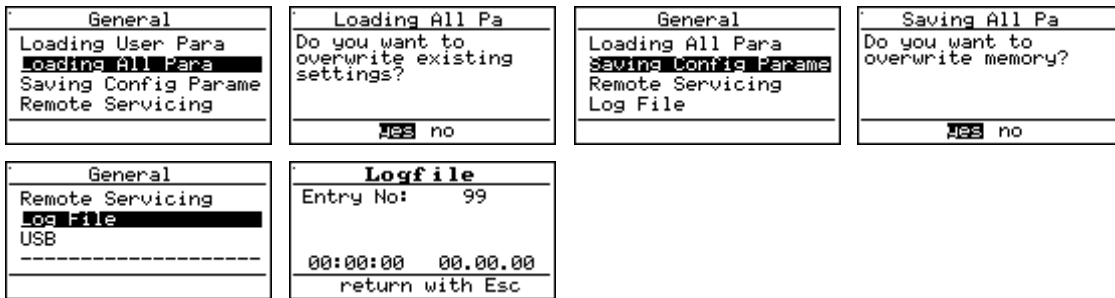 General
Loading User Para
Loading All Para
Saving Config Parame
Remote Servicing
Loading All Pa
Do you want to
overwrite existing
settings?
yes no
General
Loading All Para
Saving Config Parame
Remote Servicing
Log File
Saving All Pa
Do you want to
overwrite memory?
yes no
General
Remote Servicing
Log File
USB
--------------------
Logfile
Entry No: 99
00:00:00 00.00.00
return with Esc